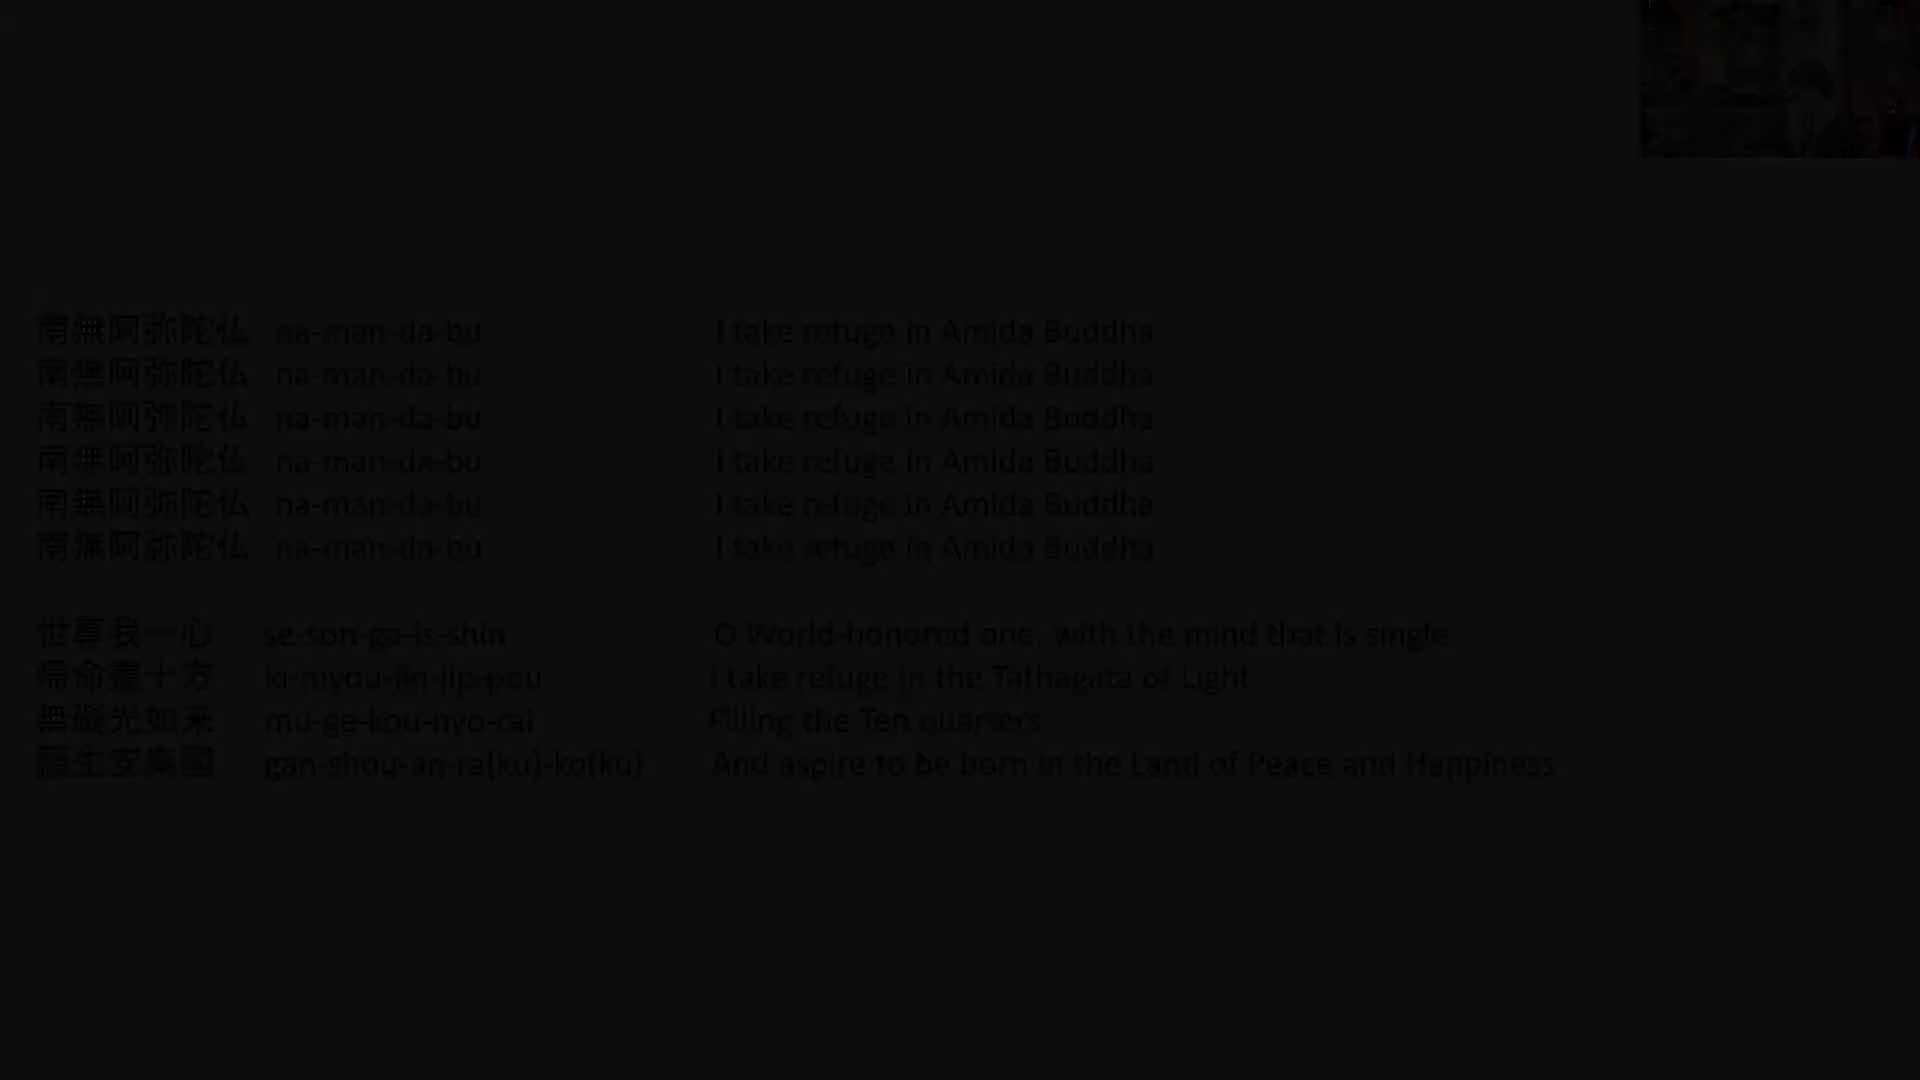 南無阿弥陀仏 na-man-da-bu I take refuge in Amida Buddha
南無阿弥陀仏 na-man-da-bu I take refuge in Amida Buddha
南無阿弥陀仏 na-man-da-bu I take refuge in Amida Buddha
南無阿弥陀仏 na-man-da-bu I take refuge in Amida Buddha
南無阿弥陀仏 na-man-da-bu I take refuge in Amida Buddha
南無阿弥陀仏 na-man-da-bu I take refuge in Amida Buddha
世尊我一心 se-son-ga-is-shin O World-honored one, with the mind that is single
帰命盡十方 ki-myou-jin-jip-pou I take refuge in the Tathagata of Light
無礙光如来 mu-ge-kou-nyo-rai Filling the Ten quarters
願生安樂國 gan-shou-an-ra(ku)-ko(ku) And aspire to be born in the Land of Peace and Happiness